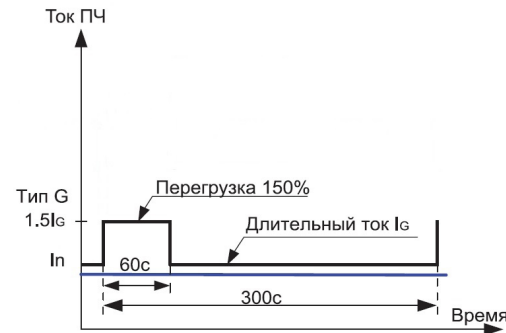 Ток ПЧ
Перегрузка 150%
Тип G
1.5IG
Длительный ток IG
In
60с
300с
Время